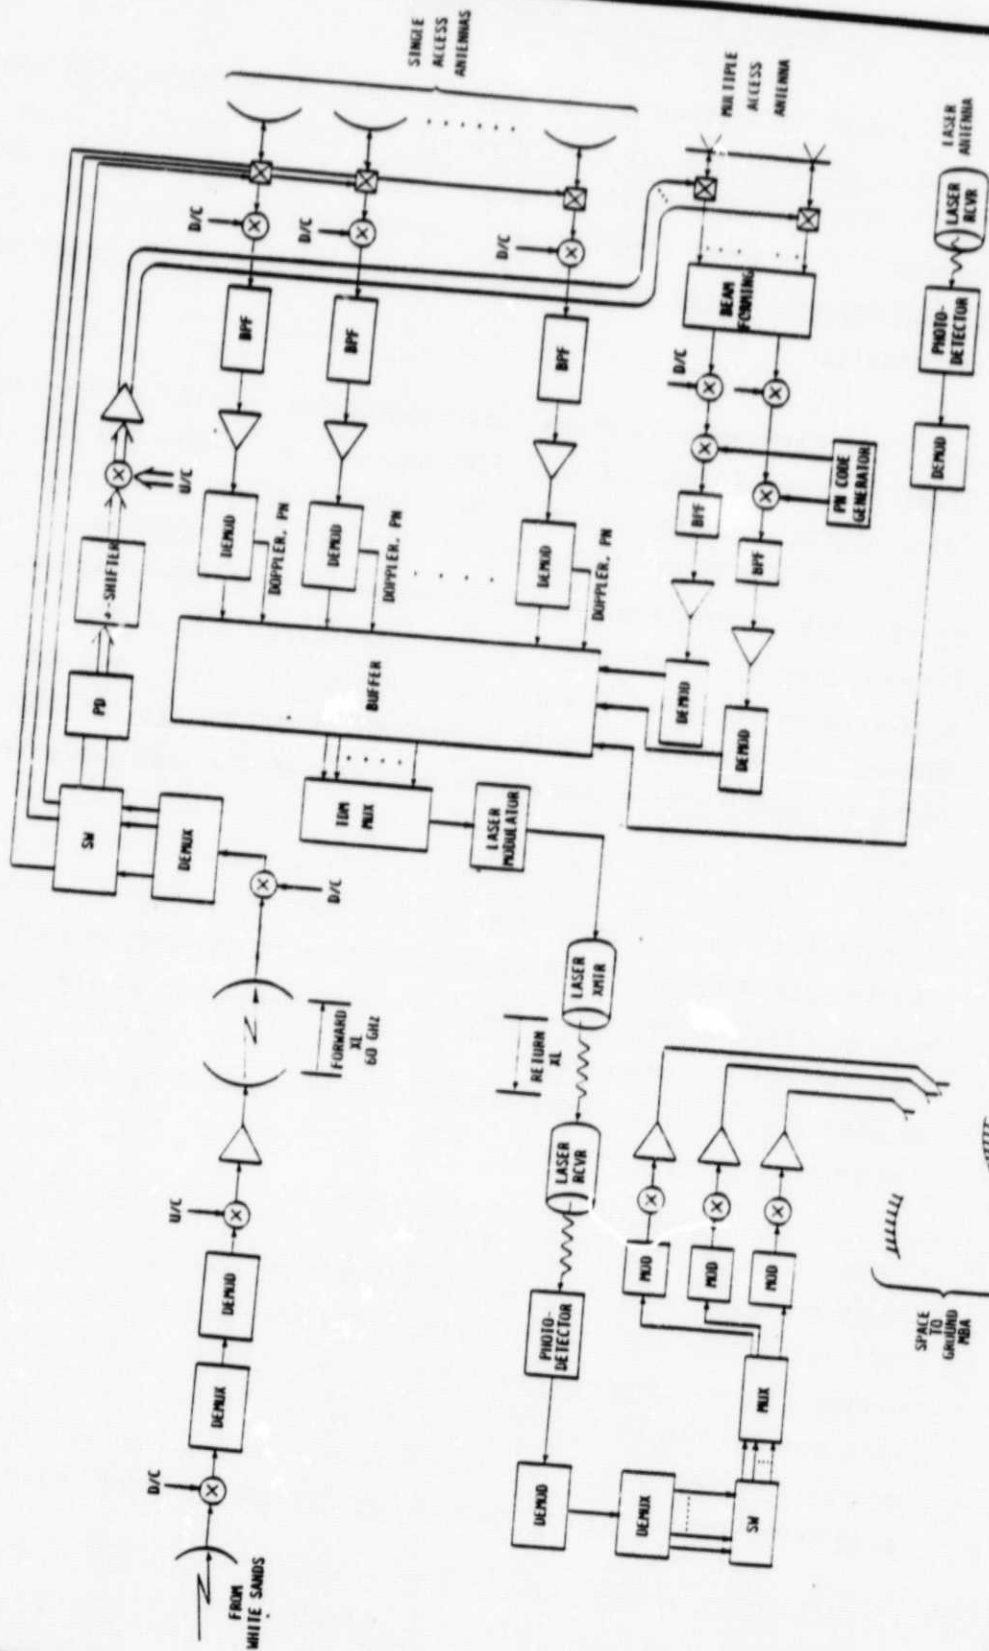 FROM
WHITE SANDS
D/C
DEMUX
DEMOD
U/C
FORWARD
XL
60 GHZ
D/C
DEMUX
SW
PD
ϕ-SHIFTER
U/C
SINGLE
ACCESS
ANTENNAS
D/C
BPF
DEMOD
DOPPLER, PN
D/C
BPF
DEMOD
DOPPLER, PN
D/C
BPF
DEMOD
DOPPLER, PN
BUFFER
TDM
MUX
LASER
MODULATOR
MULTIPLE
ACCESS
ANTENNA
BEAM
FORMING
D/C
BPF
DEMOD
BPF
DEMOD
PN CODE
GENERATOR
LASER
ANTENNA
LASER
RCVR
PHOTO-
DETECTOR
DEMOD
LASER
XMTR
RETURN
XL
LASER
RCVR
PHOTO-
DETECTOR
DEMOD
DEMUX
SW
MUX
MOD
MOD
MOD
SPACE
TO
GROUND
MBA